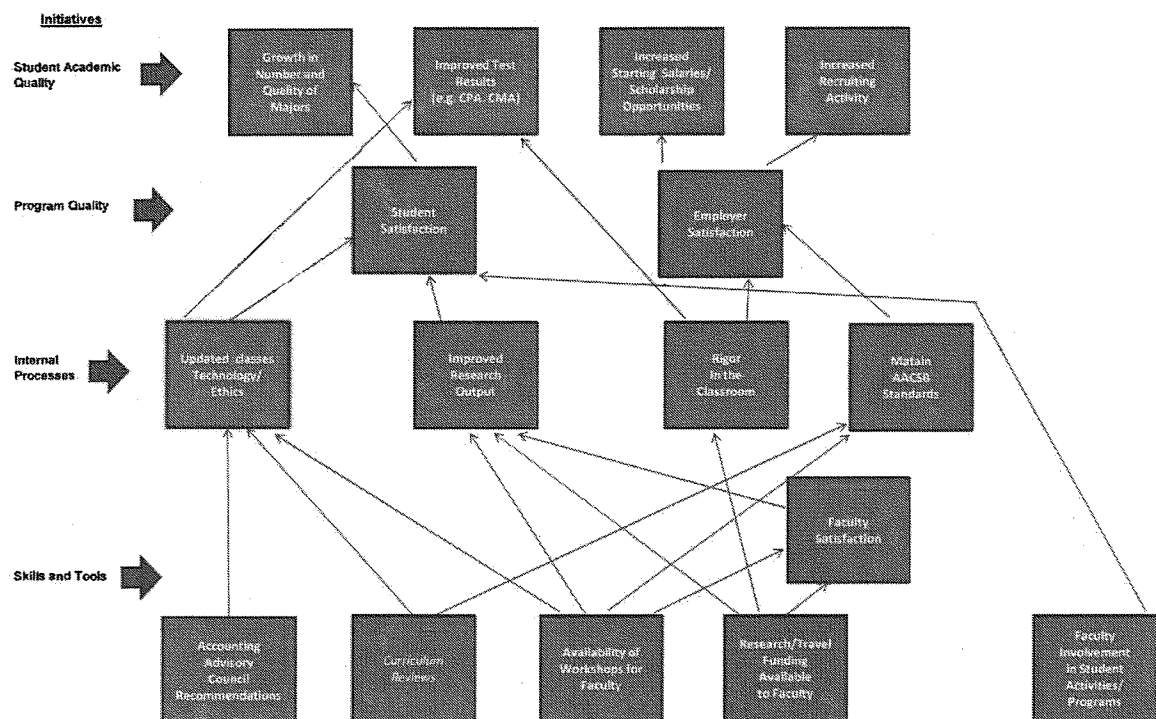 Initiatives
Student Academic
Quality
Growth in
Number and
Quality of
Majors
Improved Test
Results
(e.g. CPA CMA)
Increased
Starting Salaries/
Scholarship
Opportunities
Increased
Recruiting
Activity
Program Quality
Student
Satisfaction
Employer
Satisfaction
Internal
Processes
Updated classes
Technology/
Ethics
Improved
Research
Output
Rigor
In the
Classroom
Matain
AACSB
Standards
Faculty
Satisfaction
Skills and Tools
Accounting
Advisory
Council
Recommendations
Curriculum
Reviews
Availability of
Workshops for
Faculty
Research/Travel
Funding
Available
to Faculty
Faculty
Involvement
in Student
Activities/
Programs